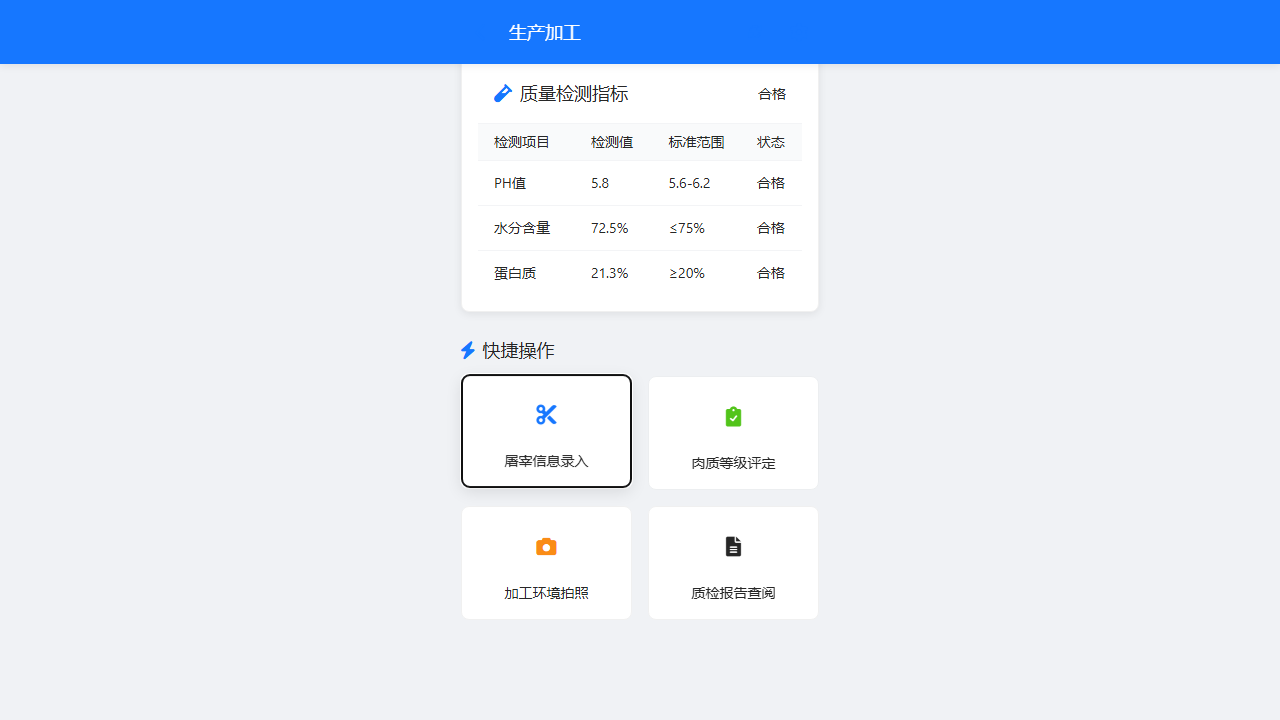 生产加工
质量检测指标 合格
检测项目 检测值 标准范围 状态
PH值 5.8 5.6-6.2 合格
水分含量 72.5% ≤75% 合格
蛋白质 21.3% ≥20% 合格
快捷操作
屠宰信息录入 肉质等级评定
加工环境拍照 质检报告查阅